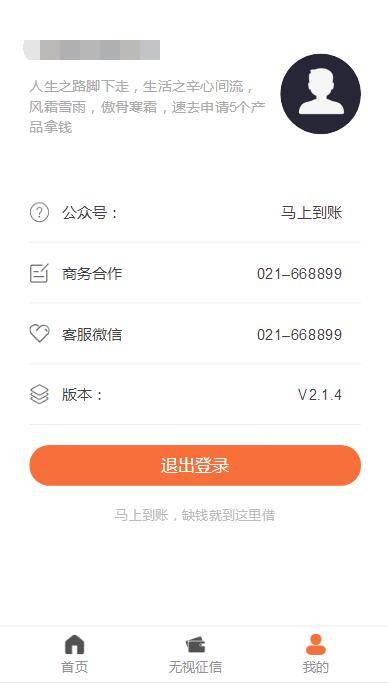 人生之路脚下走，生活之辛心间流，
风霜雪雨，傲骨寒霜，速去申请5个产
品拿钱
公众号：
马上到账
商务合作
021-668899
客服微信
021-668899
版本：
V2.1.4
退出登录
马上到账，缺钱就到这里借
首页
无视征信
我的